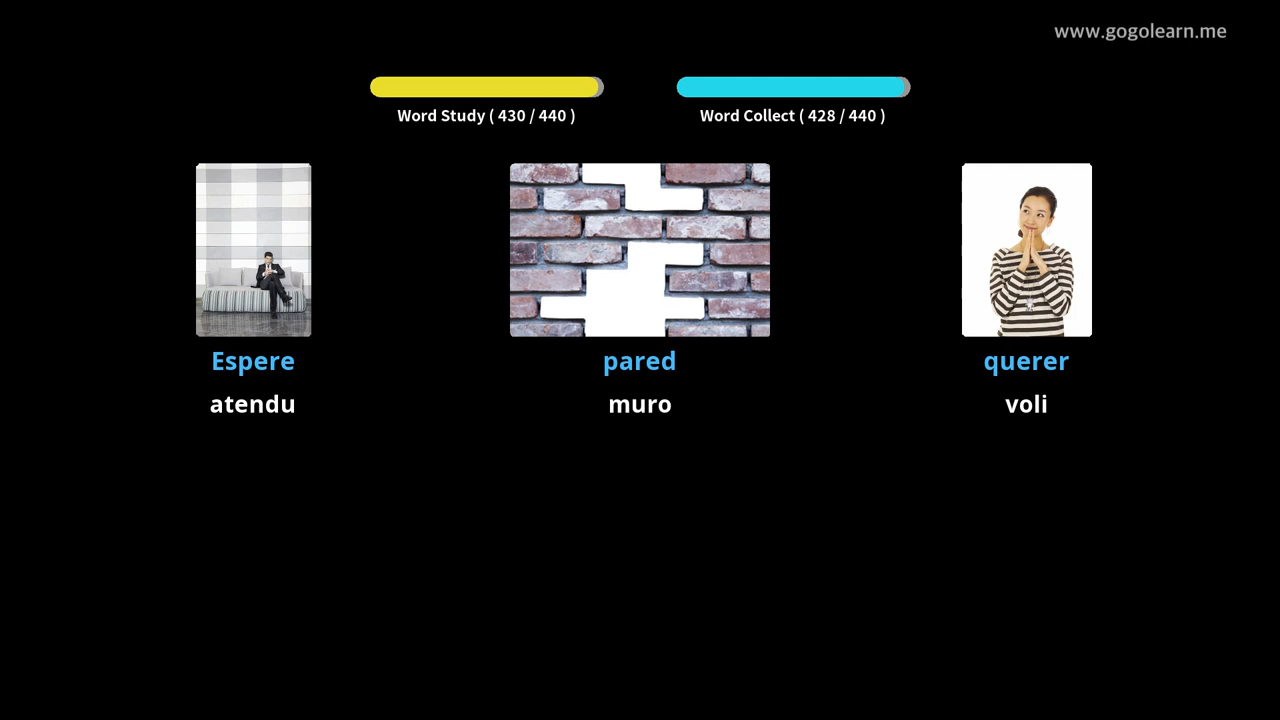 www.gogolearn.me
Word Study ( 430 / 440 )
Word Collect ( 428 / 440 )
Espere
pared
querer
atendu
muro
voli